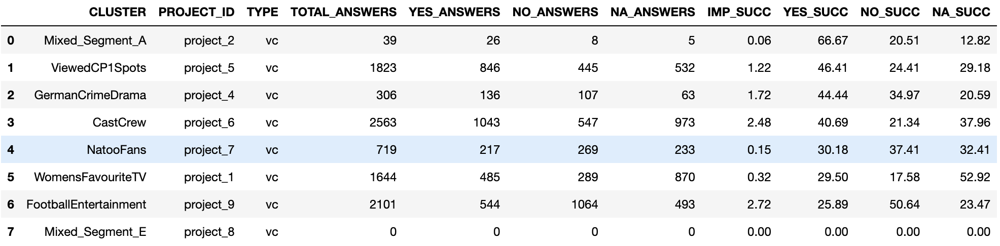 CLUSTER PROJECT_ID TYPE TOTAL_ANSWERS YES_ANSWERS NO_ANSWERS NA_ANSWERS IMP_SUCC YES_SUCC NO_SUCC NA_SUCC
0 Mixed_Segment_A project_2 vc 39 26 8 5 0.06 66.67 20.51 12.82
1 ViewedCP1Spots project_5 vc 1823 846 445 532 1.22 46.41 24.41 29.18
2 GermanCrimeDrama project_4 vc 306 136 107 63 1.72 44.44 34.97 20.59
3 CastCrew project_6 vc 2563 1043 547 973 2.48 40.69 21.34 37.96
4 NatooFans project_7 vc 719 217 269 233 0.15 30.18 37.41 32.41
5 WomensFavouriteTV project_1 vc 1644 485 289 870 0.32 29.50 17.58 52.92
6 FootballEntertainment project_9 vc 2101 544 1064 493 2.72 25.89 50.64 23.47
7 Mixed_Segment_E project_8 vc 0 0 0 0 0.00 0.00 0.00 0.00